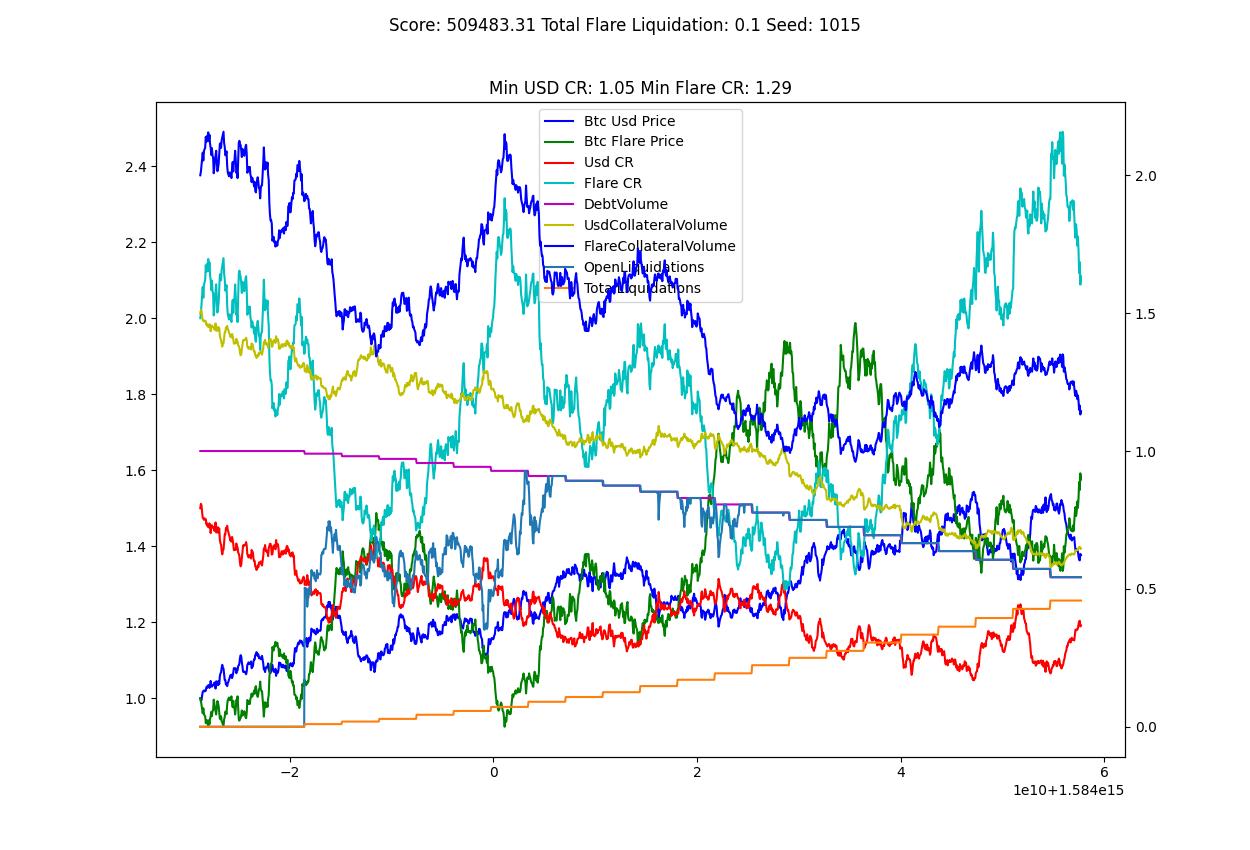 Score: 509483.31 Total Flare Liquidation: 0.1 Seed: 1015
Min USD CR: 1.05 Min Flare CR: 1.29
Btc Usd Price
Btc Flare Price
Usd CR
Flare CR
DebtVolume
UsdCollateralVolume
FlareCollateralVolume
OpenLiquidations
TotalLiquidations
2.4
2.2
2.0
1.8
1.6
1.4
1.2
1.0
2.0
1.5
1.0
0.5
0.0
−2
0
2
4
6
1e10+1.584e15